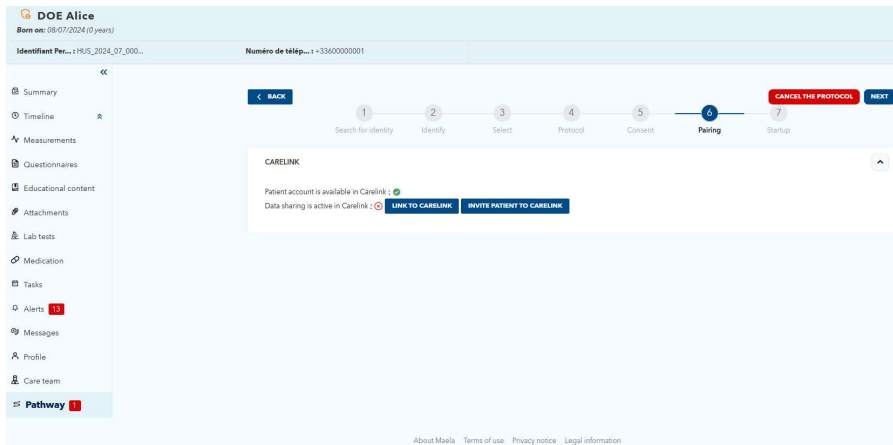 DOE Alice
Born on: 08/07/2024 (0 years)
Identifiant Per... : HUS_2024_07_000...
Numéro de télép... : +33600000001
«
Summary
Timeline
Measurements
Questionnaires
Educational content
Attachments
Lab tests
Medication
Tasks
Alerts 13
Messages
Profile
Care team
Pathway 1
BACK
CANCEL THE PROTOCOL
NEXT
1 2 3 4 5 6 7
Search for identity Identify Select Protocol Consent Pairing Startup
CARELINK
Patient account is available in Carelink :
Data sharing is active in Carelink : LINK TO CARELINK INVITE PATIENT TO CARELINK
About Maela Terms of use Privacy notice Legal information